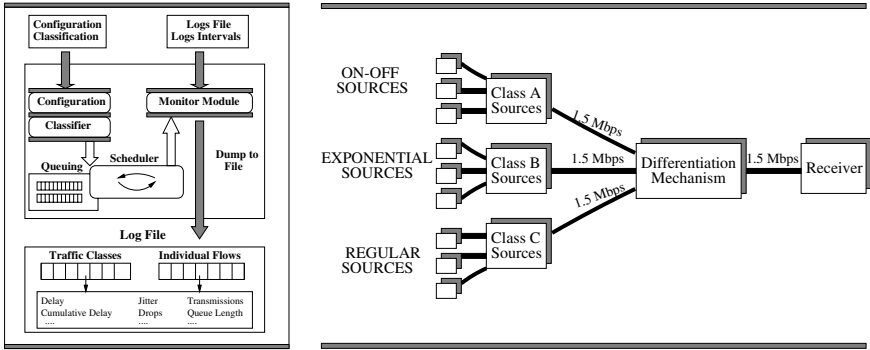 Configuration
Classification
Logs File
Logs Intervals
Configuration
Classifier
Monitor Module
Queuing
Scheduler
Dump to
File
Log File
Traffic Classes
Individual Flows
Delay
Jitter
Transmissions
Cumulative Delay
Drops
Queue Length
....
....
....
ON-OFF
SOURCES
Class A
Sources
1.5 Mbps
EXPONENTIAL
SOURCES
Class B
Sources
1.5 Mbps
Differentiation
Mechanism
1.5 Mbps
Receiver
1.5 Mbps
REGULAR
SOURCES
Class C
Sources